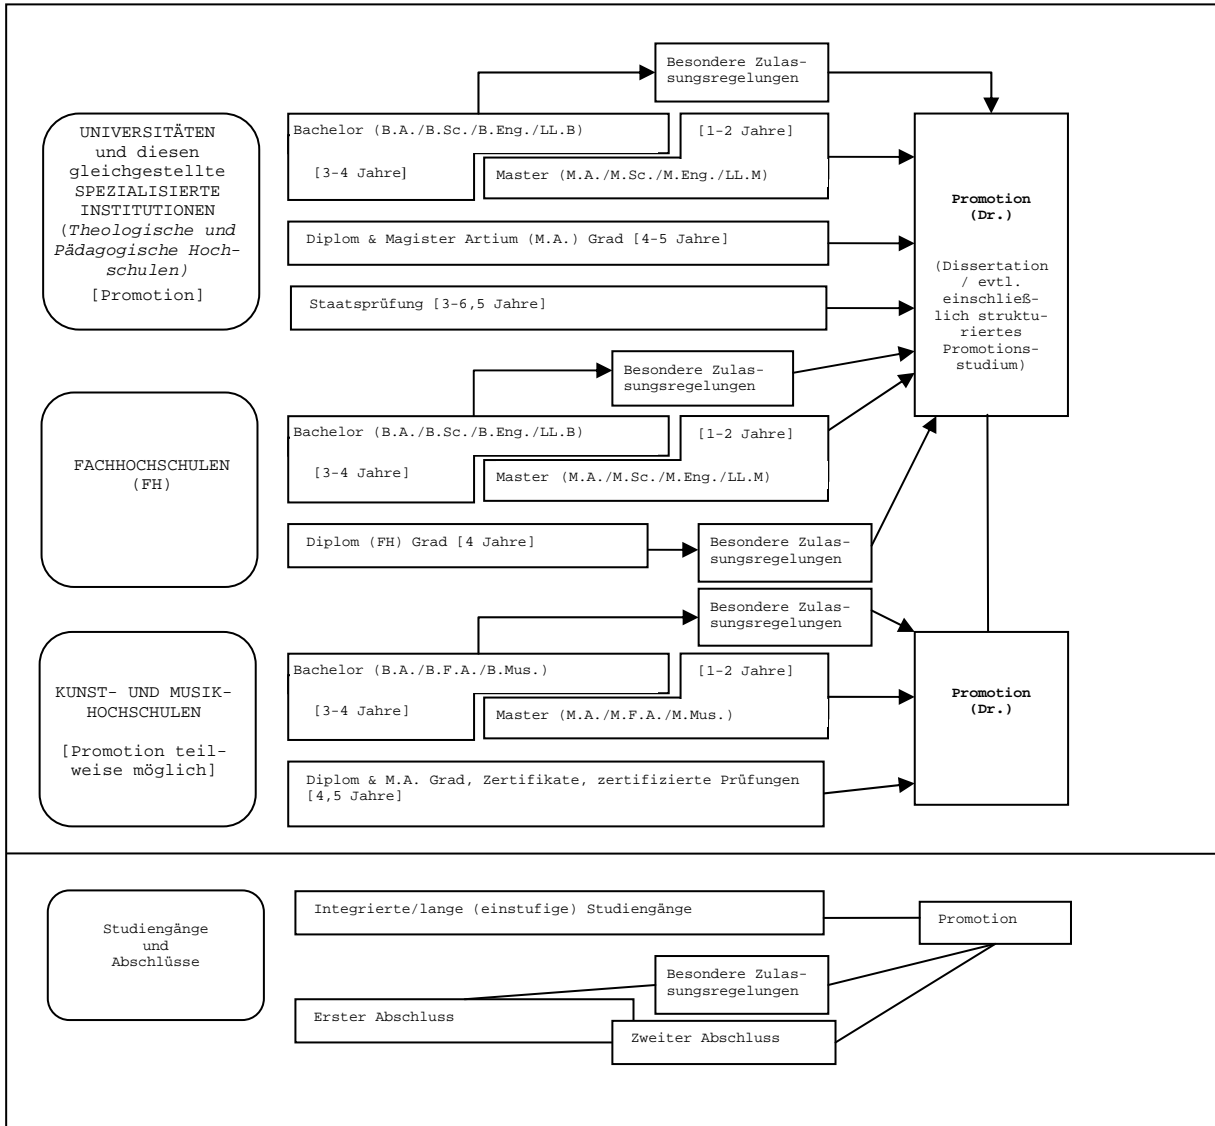 Besondere Zulas-
sungsregelungen
UNIVERSITÄTEN
und diesen
gleichgestellte
SPEZIALISIERTE
INSTITUTIONEN
(Theologische und
Pädagogische Hoch-
schulen)
[Promotion]
Bachelor (B.A./B.Sc./B.Eng./LL.B)
[1-2 Jahre]
[3-4 Jahre]
Master (M.A./M.Sc./M.Eng./LL.M)
Diplom & Magister Artium (M.A.) Grad [4-5 Jahre]
Staatsprüfung [3-6,5 Jahre]
Promotion
(Dr.)
(Dissertation
/ evtl.
einschließ-
lich struktu-
riertes
Promotions-
studium)
Besondere Zulas-
sungsregelungen
FACHHOCHSCHULEN
(FH)
Bachelor (B.A./B.Sc./B.Eng./LL.B)
[1-2 Jahre]
[3-4 Jahre]
Master (M.A./M.Sc./M.Eng./LL.M)
Diplom (FH) Grad [4 Jahre]
Besondere Zulas-
sungsregelungen
Besondere Zulas-
sungsregelungen
KUNST- UND MUSIK-
HOCHSCHULEN
[Promotion teil-
weise möglich]
Bachelor (B.A./B.F.A./B.Mus.)
[1-2 Jahre]
[3-4 Jahre]
Master (M.A./M.F.A./M.Mus.)
Diplom & M.A. Grad, Zertifikate, zertifizierte Prüfungen
[4,5 Jahre]
Promotion
(Dr.)
Studiengänge
und
Abschlüsse
Integrierte/lange (einstufige) Studiengänge
Promotion
Besondere Zulas-
sungsregelungen
Erster Abschluss
Zweiter Abschluss